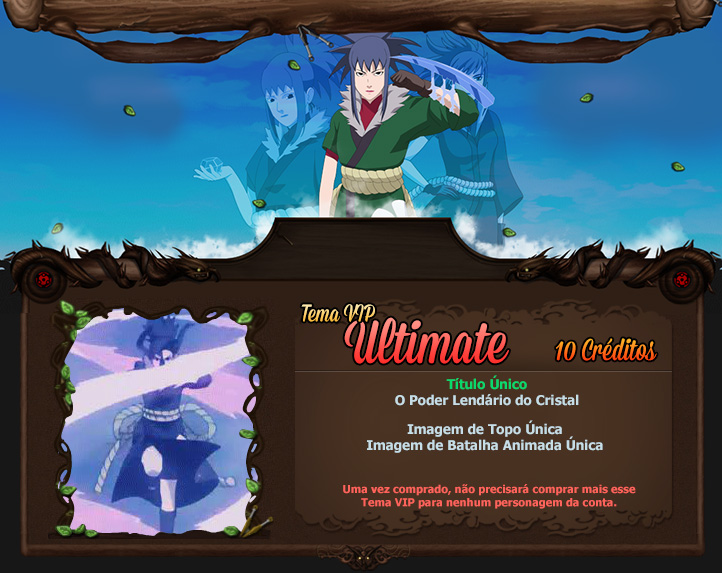 Tema VIP
Ultimate
10 Créditos
Título Único
O Poder Lendário do Cristal
Imagem de Topo Única
Imagem de Batalha Animada Única
Uma vez comprado, não precisará comprar mais esse
Tema VIP para nenhum personagem da conta.